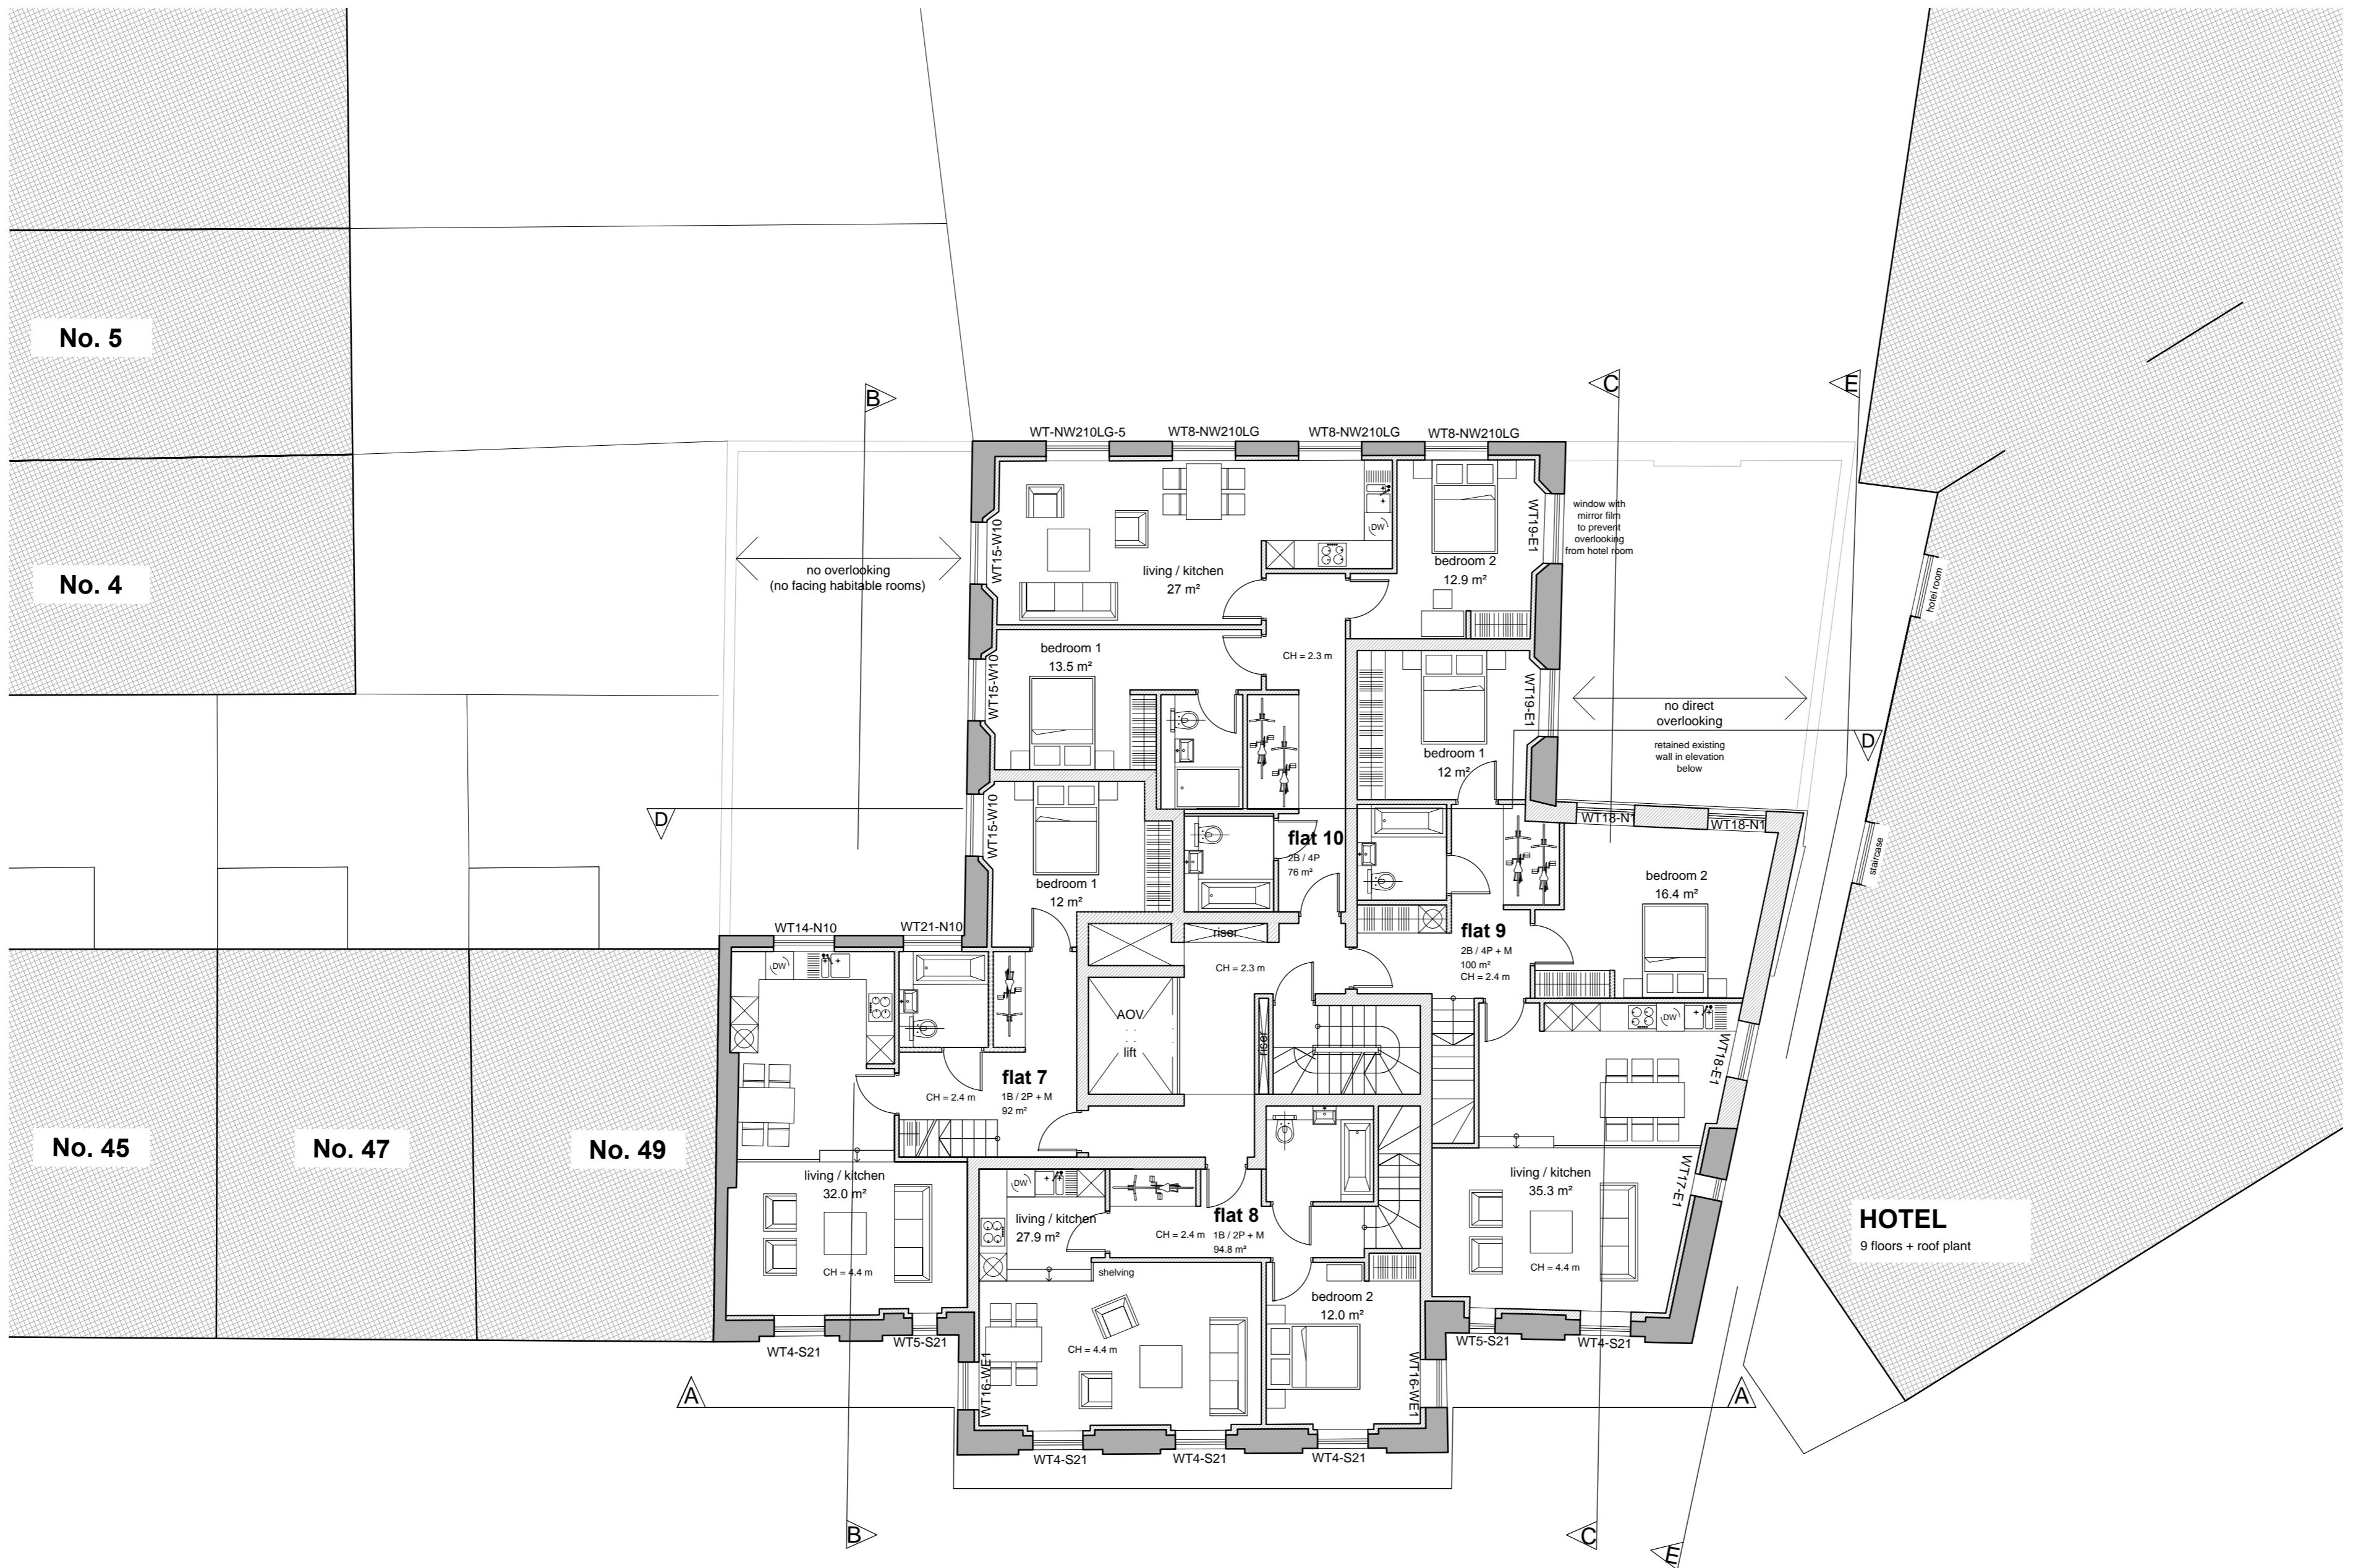 No. 5
B
C
E
WT-NW210LG-5
WT8-NW210LG
WT8-NW210LG
WT8-NW210LG
WT15-W10
DW
WT19-E1
window with
mirror film
to prevent
overlooking
from hotel room
no overlooking
(no facing habitable rooms)
No. 4
living / kitchen
27 m²
bedroom 2
12.9 m²
hotel room
bedroom 1
13.5 m²
CH = 2.3 m
WT15-W10
WT19-E1
no direct
overlooking
bedroom 1
12 m²
retained existing
wall in elevation
below
D
D
WT15-W10
WT18-N1
WT18-N1
flat 10
2B / 4P
76 m²
staircase
bedroom 1
12 m²
bedroom 2
16.4 m²
WT14-N10
WT21-N10
riser
flat 9
2B / 4P + M
100 m²
CH = 2.4 m
DW
CH = 2.3 m
AOV
lift
riser
DW
WT18-E1
flat 7
1B / 2P + M
92 m²
CH = 2.4 m
No. 45
No. 47
No. 49
living / kitchen
32.0 m²
DW
living / kitchen
35.3 m²
WT17-E1
living / kitchen
27.9 m²
flat 8
CH = 2.4 m
1B / 2P + M
94.8 m²
HOTEL
9 floors + roof plant
CH = 4.4 m
shelving
CH = 4.4 m
bedroom 2
12.0 m²
WT4-S21
WT5-S21
CH = 4.4 m
WT5-S21
WT4-S21
WT16-WE1
WT16-WE1
A
A
WT4-S21
WT4-S21
WT4-S21
B
C
E